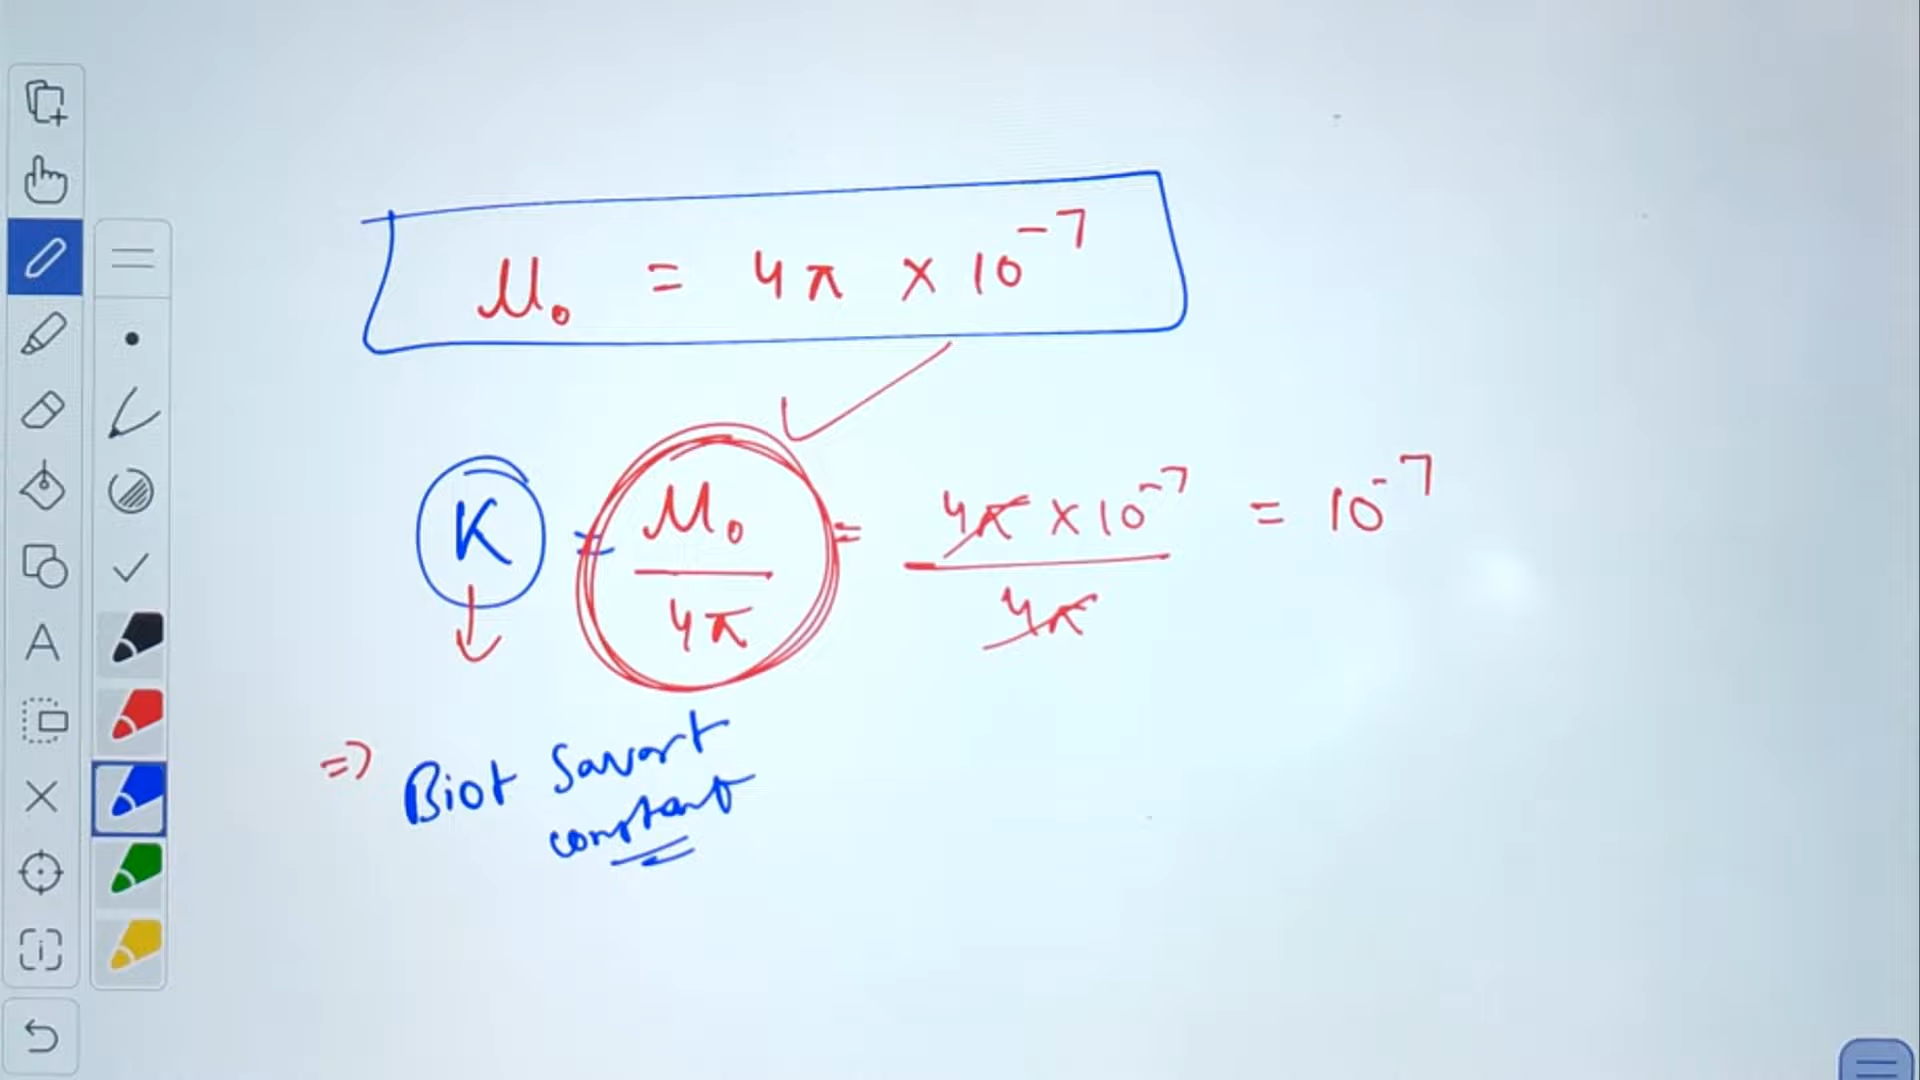 μ₀ = 4π × 10⁻⁷
K = μ₀/4π = 4π × 10⁻⁷/4π = 10⁻⁷
⇒ Biot Savart
constant
A